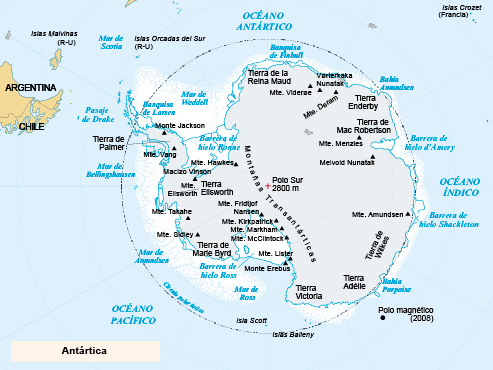 OCÉANO
ANTÁRTICO
Islas Crozet
(Francia)
Islas Malvinas
(R-U)
Mar de
Scotia
Islas Orcadas del Sur
(R-U)
Banquisa
de Fimbull
Tierra de la
Reina Maud
Vorterkaka
Nunatak
Bahía
Amundsen
ARGENTINA
Mar de
Weddell
Mte. Viderøe
Mte. Dersm
Tierra
Enderby
Pasaje
de Drake
Banquisa
de Larsen
CHILE
Monte Jackson
Tierra de
Mac Robertson
Tierra de
Palmer
Barrera de
hielo Ronne
Mte. Menzies
Barrera de
hielo d'Amery
Mte. Vang
Mte. Hawkes
Melvold Nunatak
Mar de
Bellingshausen
Macizo Vinson
Montañas Transantárticas
Polo Sur
2800 m
Mte.
Ellsworth
Tierra
Ellsworth
OCÉANO
ÍNDICO
Mte. Takahe
Mte. Fridtjof
Nansen
Mte. Amundsen
Barrera de
hielo Shackleton
Mte. Kirkpatrick
Mte. Markham
Mte. Sidley
Mte. McClintock
Tierra de
Wilkes
Tierra de
Marie Byrd
Mte. Lister
Mar de
Amundsen
Barrera de
hielo Ross
Monte Erebus
Círculo polar antártico
Mar de
Ross
Tierra
Victoria
Tierra
Adélie
Bahía
Porpoise
OCÉANO
PACÍFICO
Isla Scott
Islas Balleny
Polo magnético
(2008)
Antártica